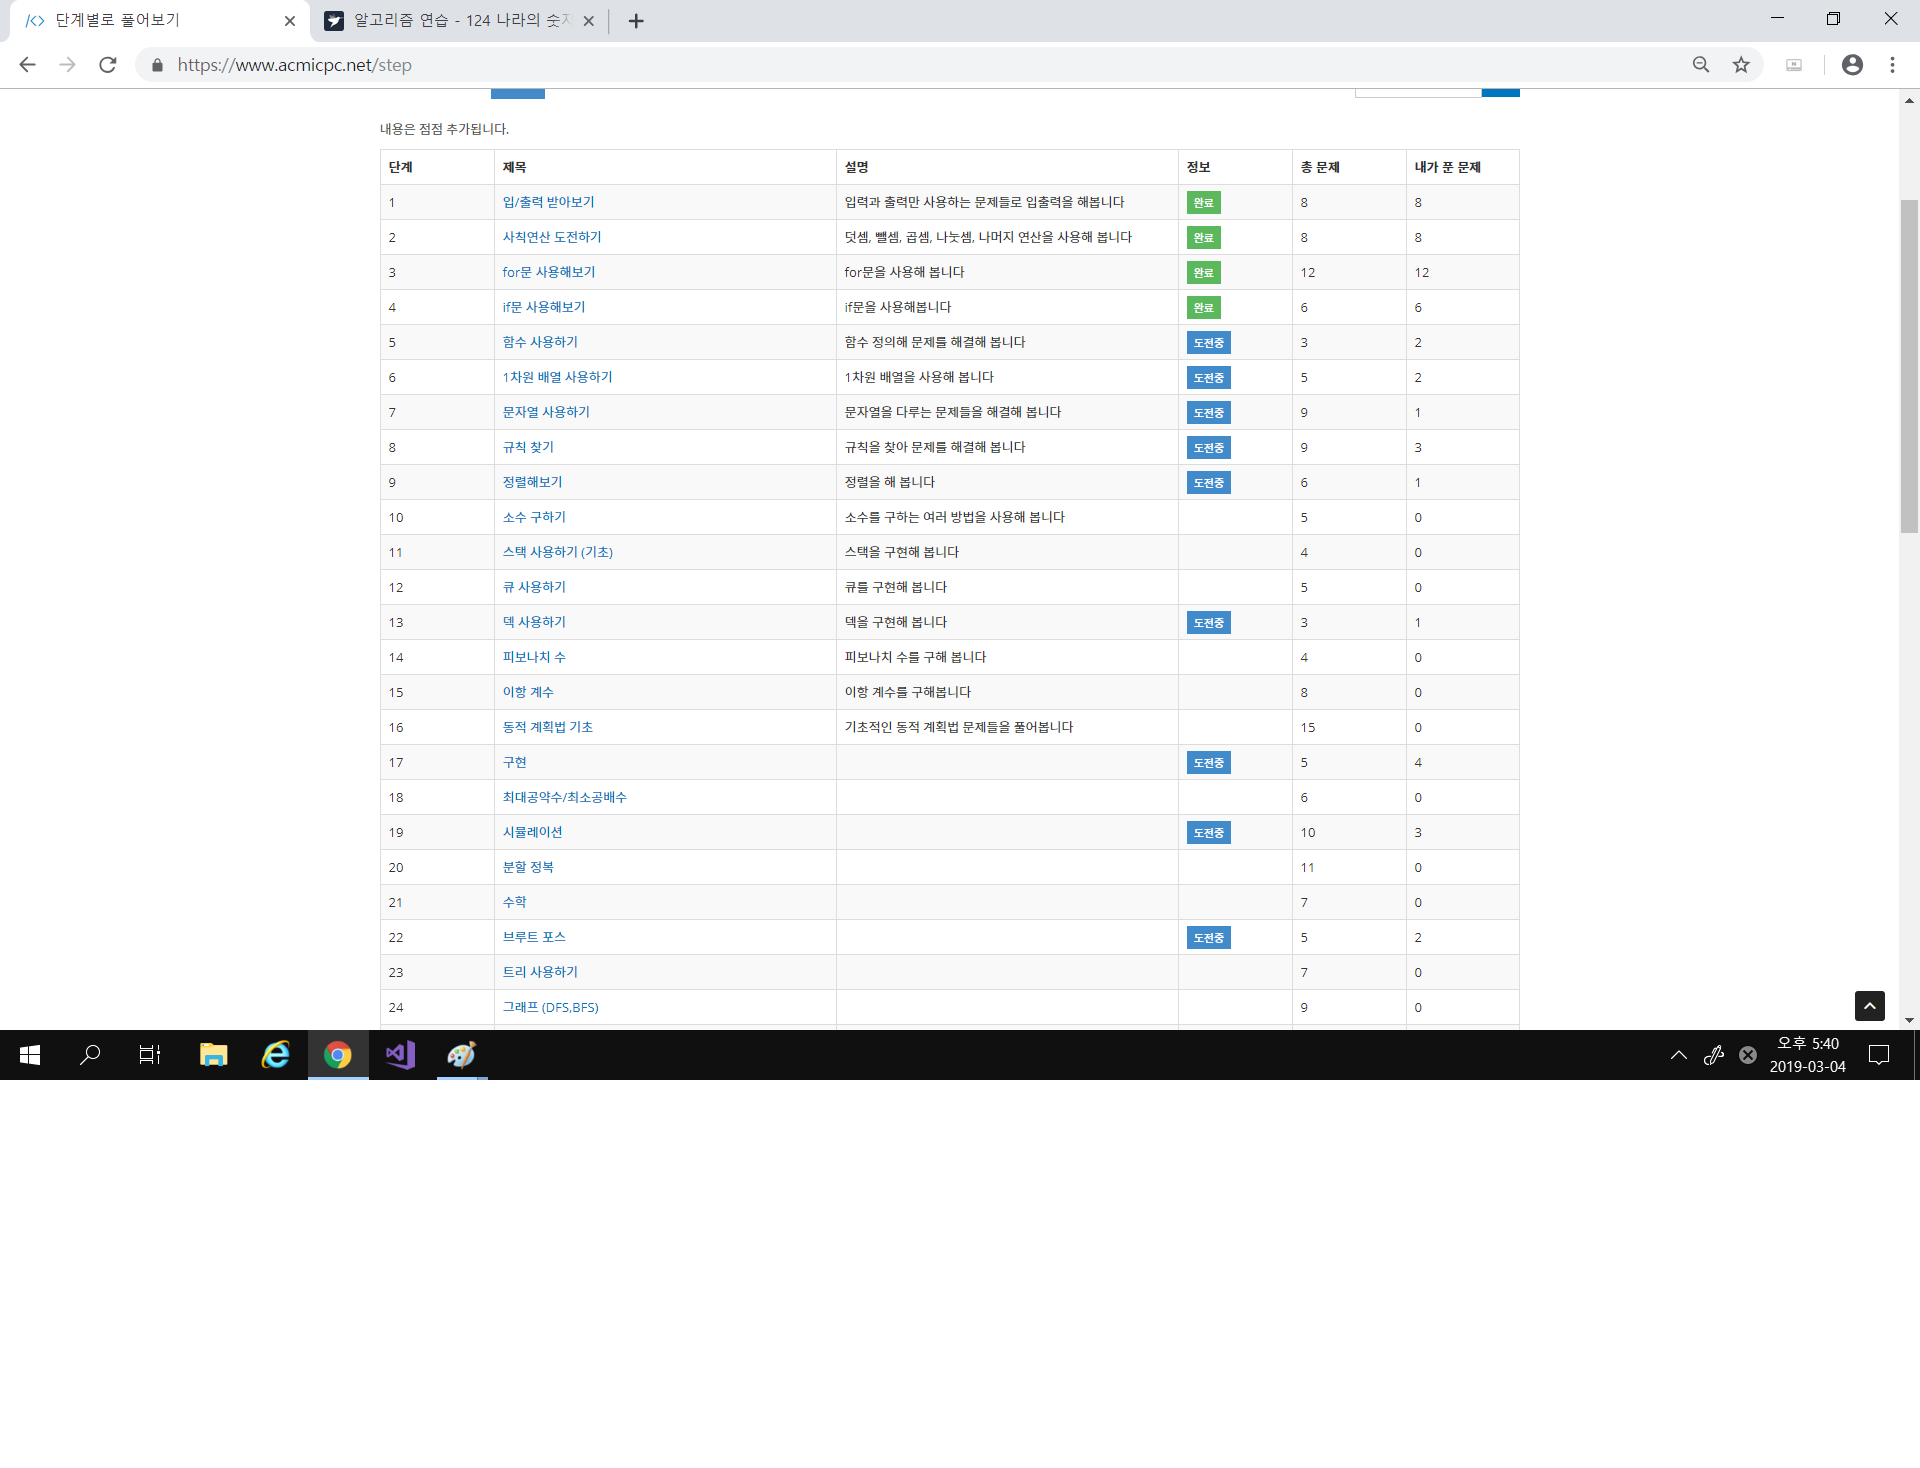 단계별로 풀어보기
알고리즘 연습 - 124 나라의 숫
https://www.acmicpc.net/step
내용은 점점 추가됩니다.
단계 제목 설명 정보 총 문제 내가 푼 문제
1 입/출력 받아보기 입력과 출력만 사용하는 문제들로 입출력을 해봅니다 완료 8 8
2 사칙연산 도전하기 덧셈, 뺄셈, 곱셈, 나눗셈, 나머지 연산을 사용해 봅니다 완료 8 8
3 for문 사용해보기 for문을 사용해 봅니다 완료 12 12
4 if문 사용해보기 if문을 사용해봅니다 완료 6 6
5 함수 사용하기 함수 정의해 문제를 해결해 봅니다 도전중 3 2
6 1차원 배열 사용하기 1차원 배열을 사용해 봅니다 도전중 5 2
7 문자열 사용하기 문자열을 다루는 문제들을 해결해 봅니다 도전중 9 1
8 규칙 찾기 규칙을 찾아 문제를 해결해 봅니다 도전중 9 3
9 정렬해보기 정렬을 해 봅니다 도전중 6 1
10 소수 구하기 소수를 구하는 여러 방법을 사용해 봅니다 5 0
11 스택 사용하기 (기초) 스택을 구현해 봅니다 4 0
12 큐 사용하기 큐를 구현해 봅니다 5 0
13 덱 사용하기 덱을 구현해 봅니다 도전중 3 1
14 피보나치 수 피보나치 수를 구해 봅니다 4 0
15 이항 계수 이항 계수를 구해봅니다 8 0
16 동적 계획법 기초 기초적인 동적 계획법 문제들을 풀어봅니다 15 0
17 구현 도전중 5 4
18 최대공약수/최소공배수 6 0
19 시뮬레이션 도전중 10 3
20 분할 정복 11 0
21 수학 7 0
22 브루트 포스 도전중 5 2
23 트리 사용하기 7 0
24 그래프 (DFS,BFS) 9 0
오후 5:40
2019-03-04